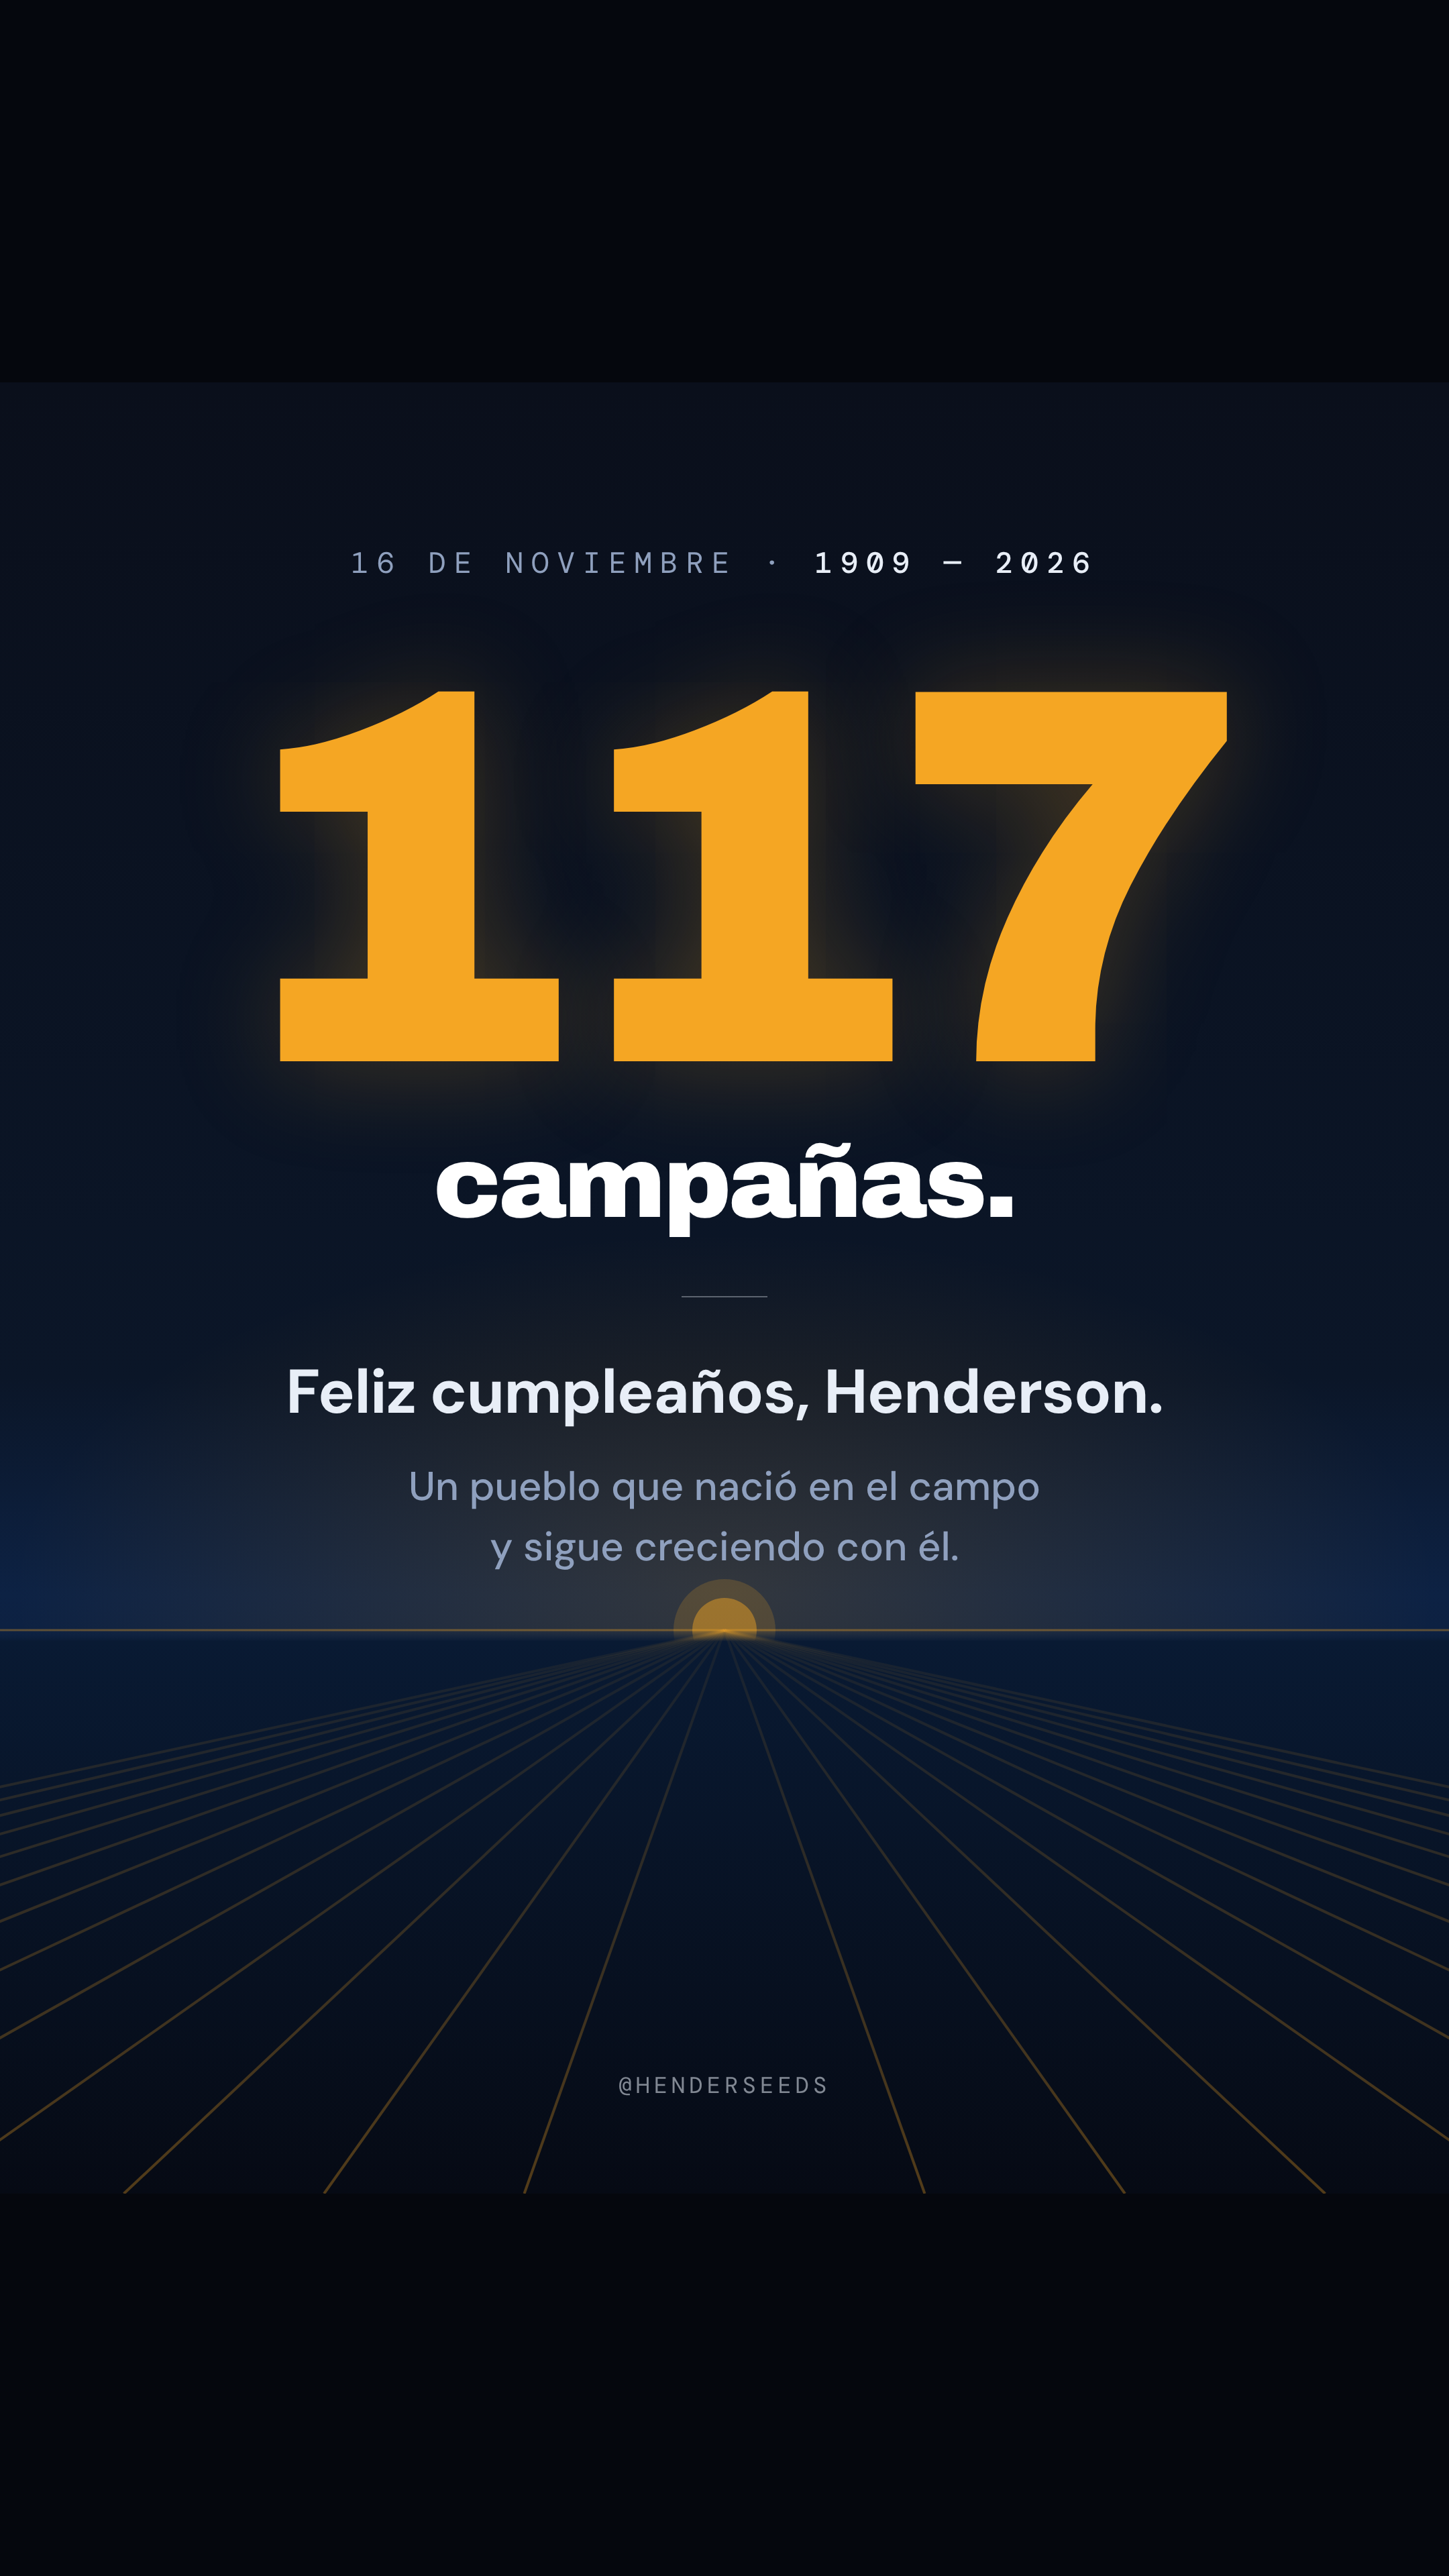 16 DE NOVIEMBRE · 1909 — 2026
117
campañas.
Feliz cumpleaños, Henderson.
Un pueblo que nació en el campo
y sigue creciendo con él.
@HENDERSEEDS